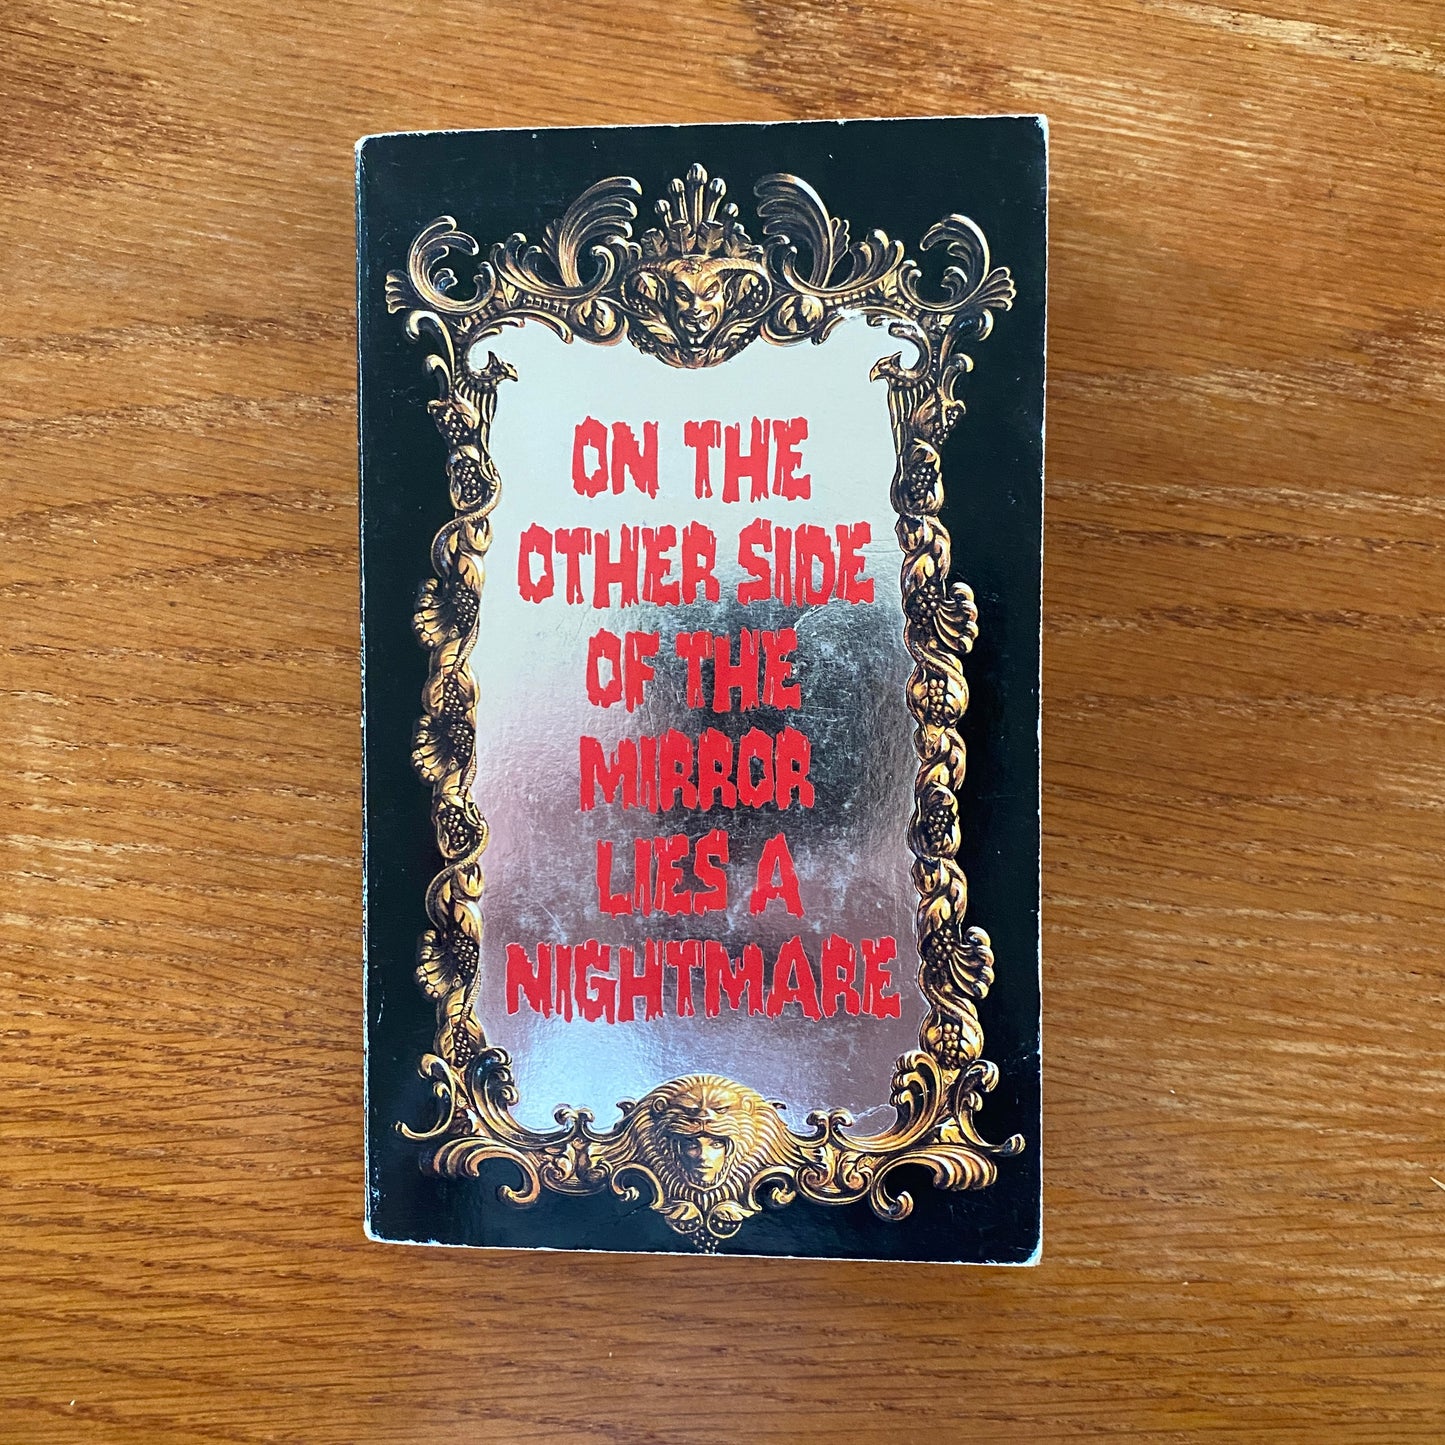 ON THE
OTHER SIDE
OF THE
MIRROR
LIES A
NIGHTMARE